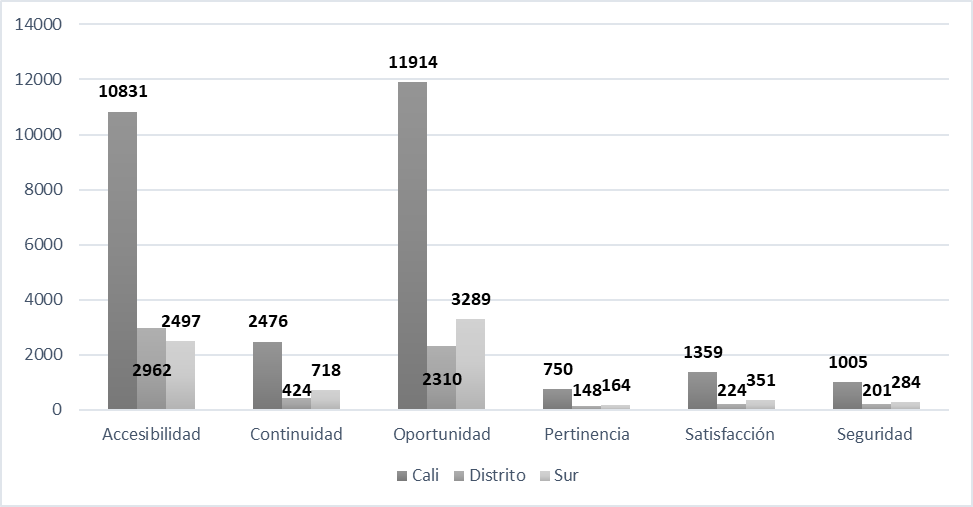 14000
12000
10000
8000
6000
4000
2000
0
10831
2962
2497
2476
424
718
11914
2310
3289
750
148
164
1359
224
351
1005
201
284
Accesibilidad
Continuidad
Oportunidad
Pertinencia
Satisfacción
Seguridad
Cali
Distrito
Sur